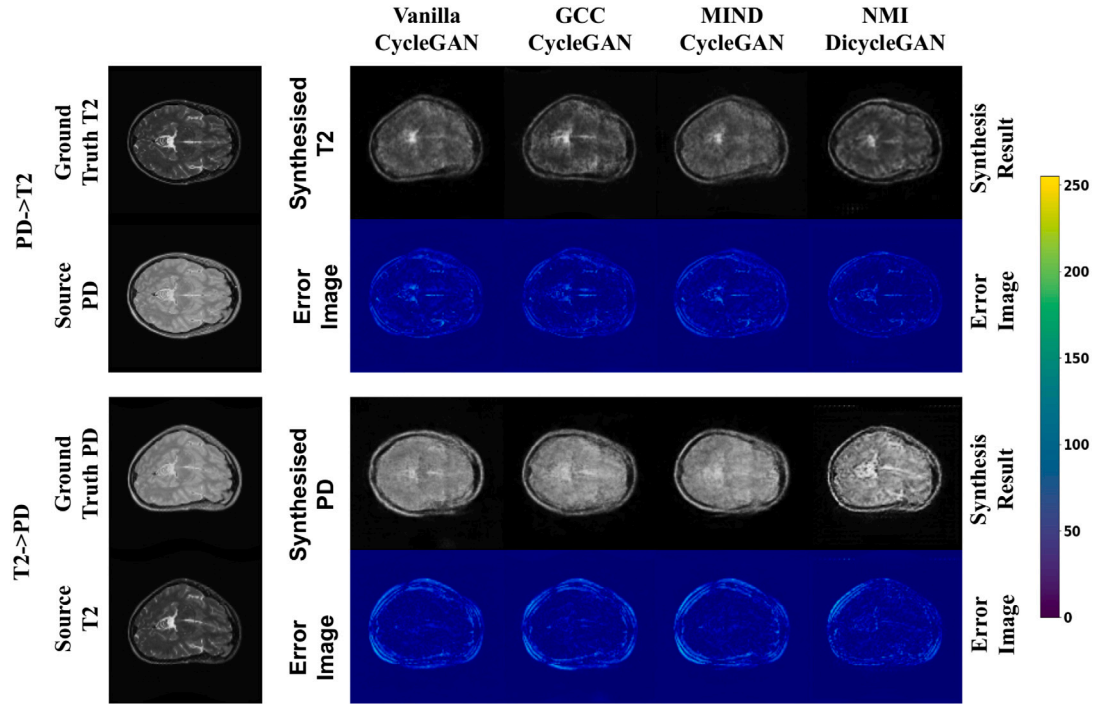 Vanilla
CycleGAN
GCC
CycleGAN
MIND
CycleGAN
NMI
DicycleGAN
PD->T2
Ground
Truth T2
Source
PD
Synthesised
T2
Error
Image
Synthesis
Result
Error
Image
T2->PD
Ground
Truth PD
Source
T2
Synthesised
PD
Error
Image
Synthesis
Result
Error
Image
250
200
150
100
50
0